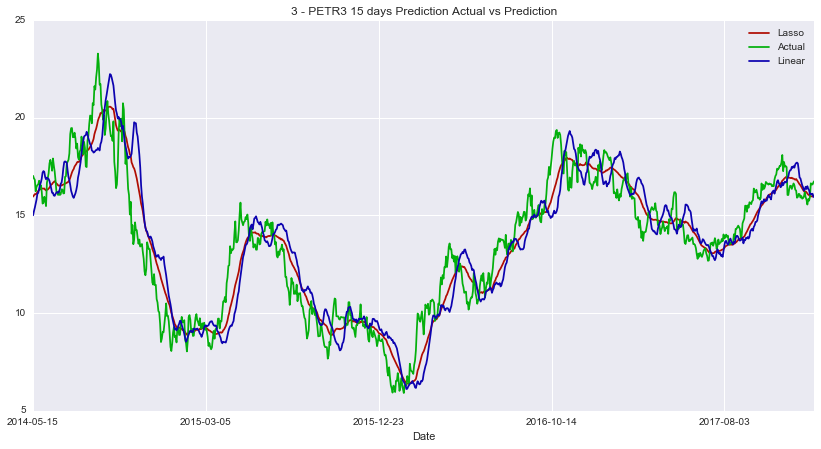 3 - PETR3 15 days Prediction Actual vs Prediction
25
20
15
10
5
Lasso
Actual
Linear
2014-05-15
2015-03-05
2015-12-23
2016-10-14
2017-08-03
Date